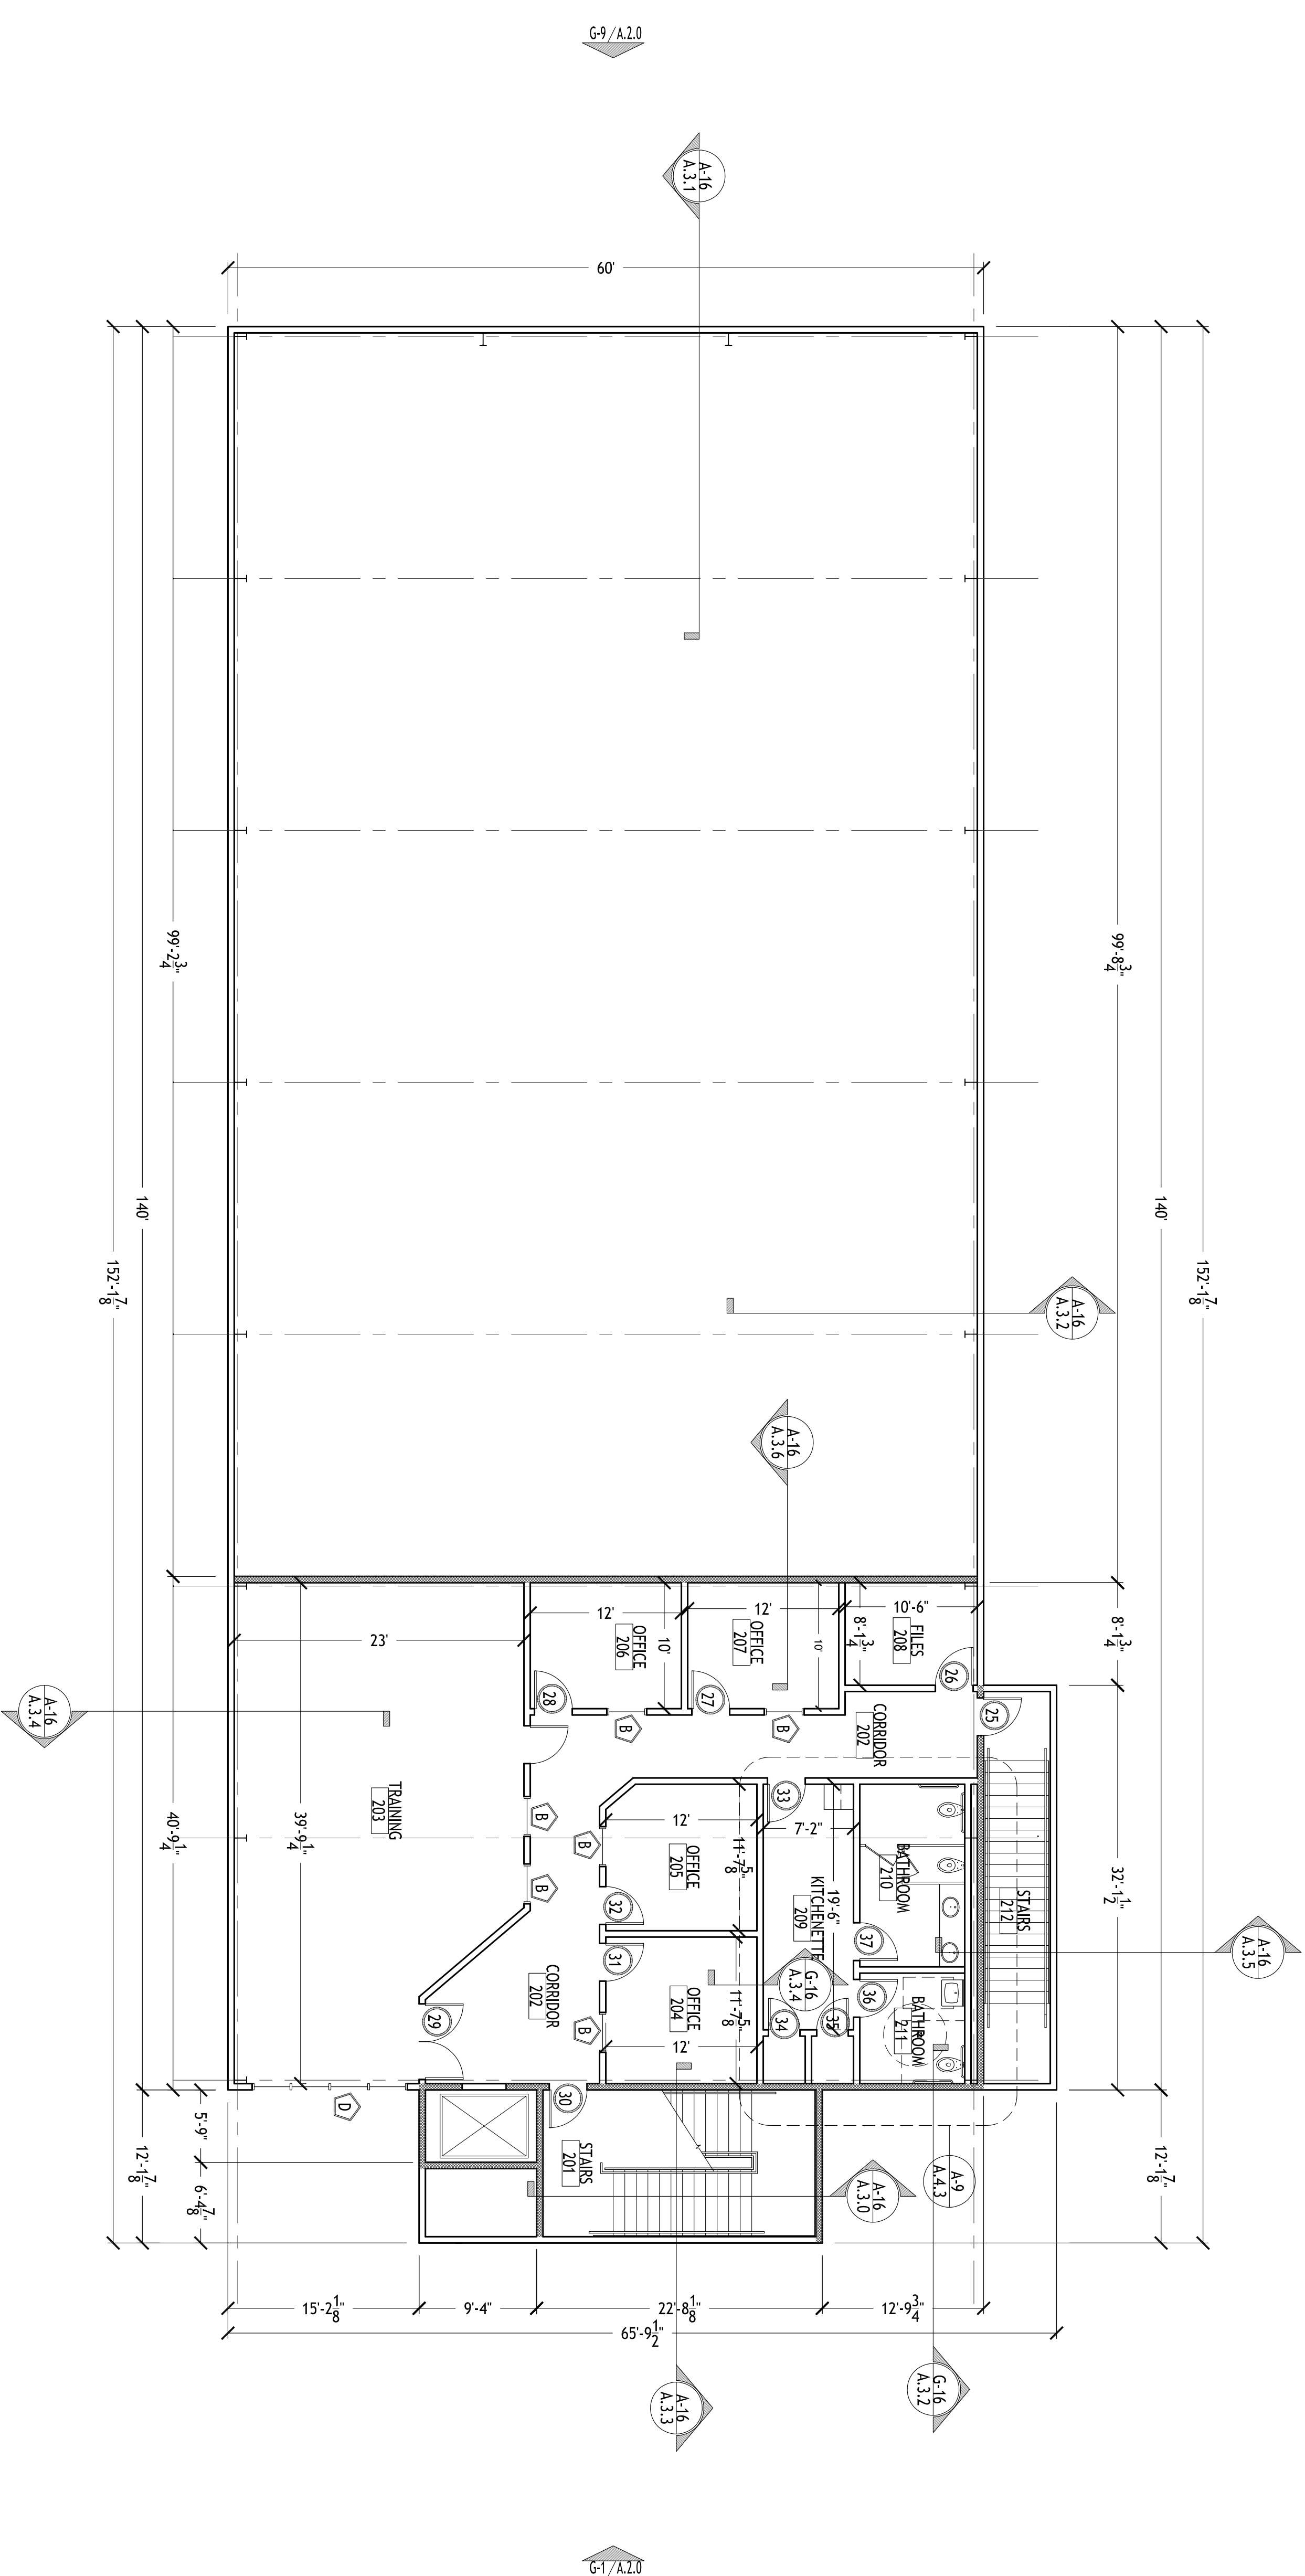 G-9 / A.2.0
A-16
A.3.1
60'
99'-2 3/4"
99'-8 3/4"
140'
140'
152'-1 7/8"
152'-1 7/8"
A-16
A.3.2
A-16
A.3.6
12'
12'
10'-6"
OFFICE
206
10'
OFFICE
207
10'
FILES
208
8'-1 3/4"
8'-1 3/4"
23'
28
27
26
25
B
B
A-16
A.3.4
CORRIDOR
202
TRAINING
203
40'-9 1/4"
39'-9 1/4"
B
B
B
12'
11'-7 5/8"
OFFICE
205
33
7'-2"
19'-6"
KITCHENETTE
209
BATHROOM
210
STAIRS
212
32'-1 1/2"
A-16
A.3.5
32
31
37
36
G-16
A.3.4
34
35
BATHROOM
211
CORRIDOR
202
OFFICE
204
11'-7 5/8"
12'
B
29
30
D
STAIRS
201
5'-9"
6'-4 7/8"
12'-1 7/8"
12'-1 7/8"
A-9
A.4.3
A-16
A.3.0
15'-2 1/8"
9'-4"
22'-8 1/8"
12'-9 3/4"
65'-9 1/2"
A-16
A.3.3
G-16
A.3.2
G-1 / A.2.0